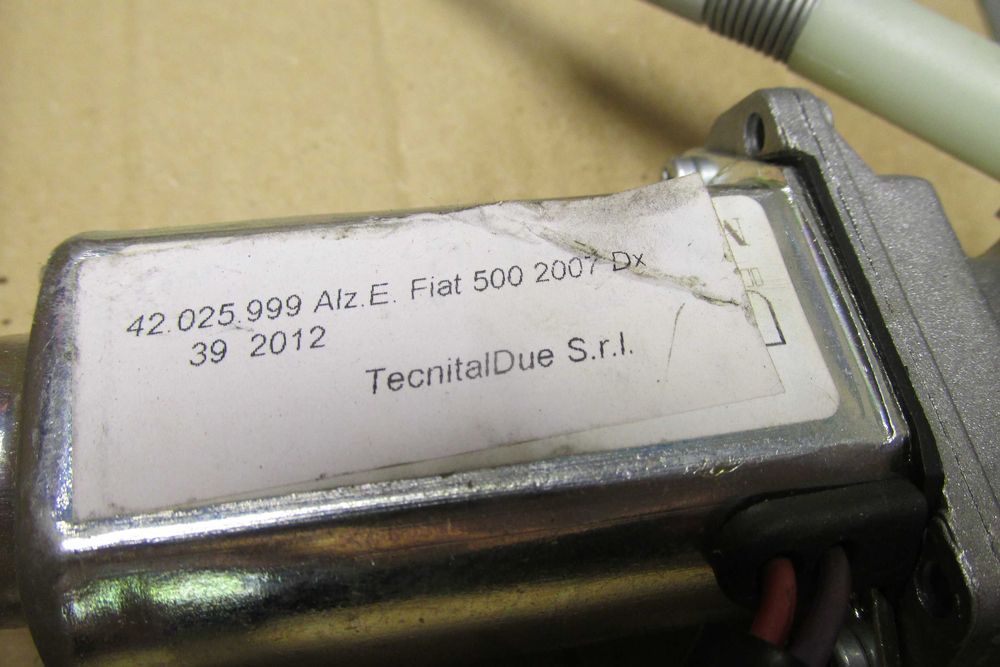 42.025.999 Alz.E. Fiat 500 2007 Dx
39 2012
TecnitalDue S.r.l.